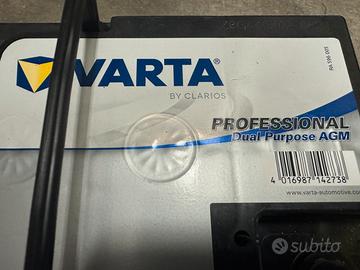 VARTA®
BY CLARIOS
PROFESSIONAL
Dual Purpose AGM
4 016987 142738
www.varta-automotive.com
subito